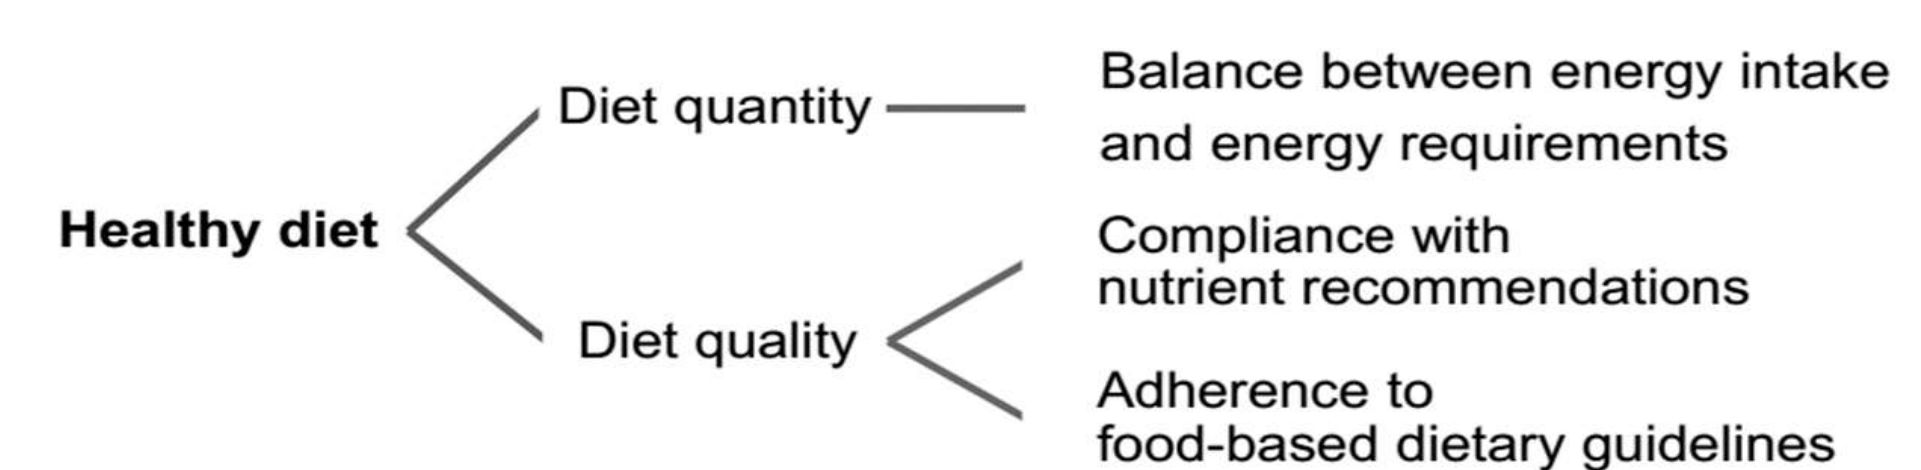 Healthy diet
Diet quantity
Balance between energy intake
and energy requirements
Diet quality
Compliance with
nutrient recommendations
Adherence to
food-based dietary guidelines